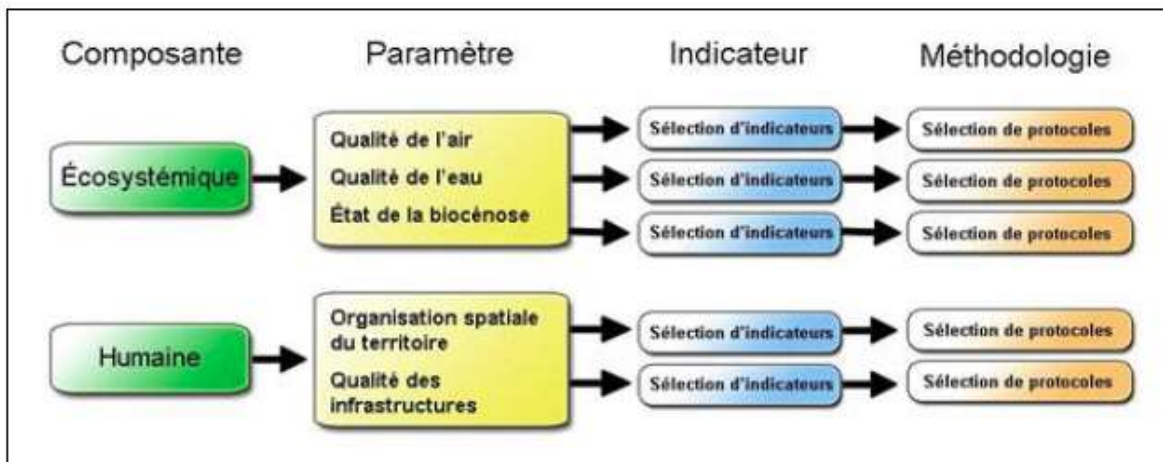 Composante Paramètre Indicateur Méthodologie
Écosystémique
Qualité de l'air
Qualité de l'eau
État de la biocénose
Sélection d'indicateurs
Sélection de protocoles
Sélection d'indicateurs
Sélection de protocoles
Sélection d'indicateurs
Sélection de protocoles
Humaine
Organisation spatiale
du territoire
Qualité des
infrastructures
Sélection d'indicateurs
Sélection de protocoles
Sélection d'indicateurs
Sélection de protocoles